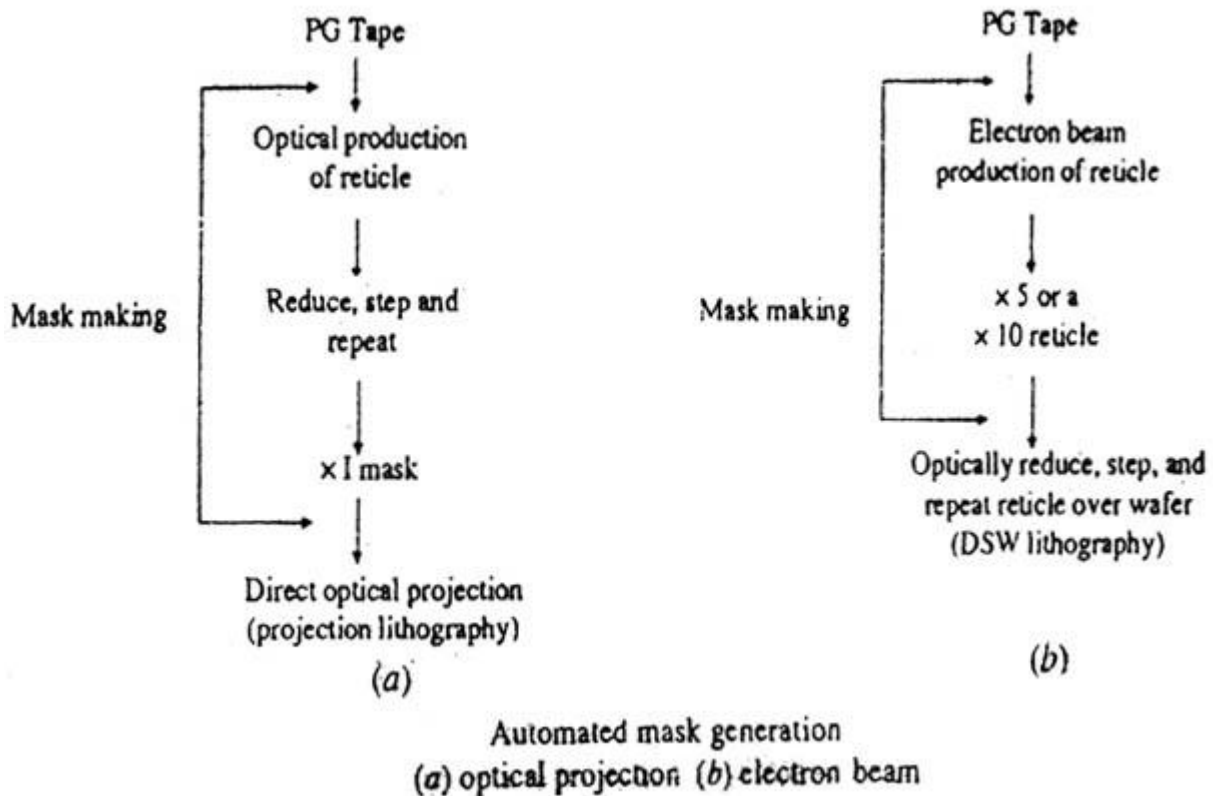 PG Tape
Optical production
of reticle
Reduce, step and
repeat
Mask making
× I mask
Direct optical projection
(projection lithography)
(a)
PG Tape
Electron beam
production of reticle
× 5 or a
× 10 reticle
Mask making
Optically reduce, step, and
repeat reticle over wafer
(DSW lithography)
(b)
Automated mask generation
(a) optical projection (b) electron beam